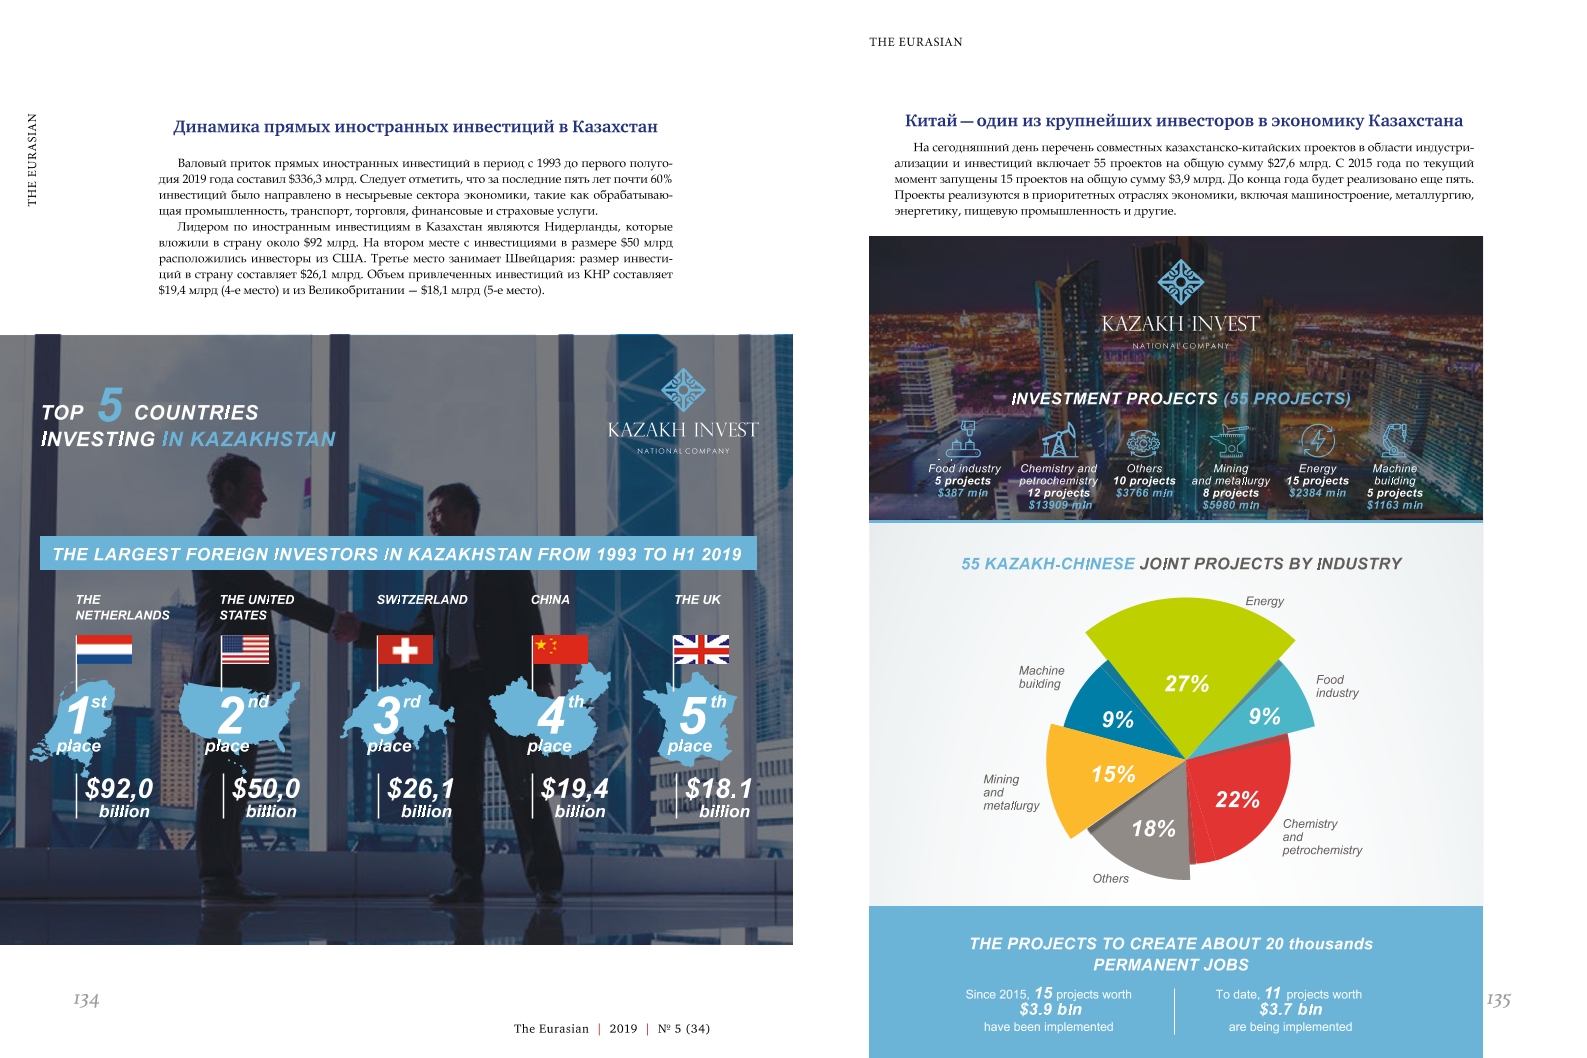 THE EURASIAN
Динамика прямых иностранных инвестиций в Казахстан
Валовый приток прямых иностранных инвестиций в период с 1993 до первого полуго-
дия 2019 года составил $336,3 млрд. Следует отметить, что за последние пять лет почти 60%
инвестиций было направлено в несырьевые сектора экономики, такие как обрабатываю-
щая промышленность, транспорт, торговля, финансовые и страховые услуги.
Лидером по иностранным инвестициям в Казахстан являются Нидерланды, которые
вложили в страну около $92 млрд. На втором месте с инвестициями в размере $50 млрд
расположились инвесторы из США. Третье место занимает Швейцария: размер инвести-
ций в страну составляет $26,1 млрд. Объем привлеченных инвестиций из КНР составляет
$19,4 млрд (4-е место) и из Великобритании — $18,1 млрд (5-е место).
TOP 5 COUNTRIES
INVESTING IN KAZAKHSTAN
KAZAKH INVEST
NATIONAL COMPANY
THE LARGEST FOREIGN INVESTORS IN KAZAKHSTAN FROM 1993 TO H1 2019
THE
NETHERLANDS
1st
place
$92,0
billion
THE UNITED
STATES
2nd
place
$50,0
billion
SWITZERLAND
3rd
place
$26,1
billion
CHINA
4th
place
$19,4
billion
THE UK
5th
place
$18.1
billion
134
The Eurasian | 2019 | № 5 (34)
THE EURASIAN
Китай — один из крупнейших инвесторов в экономику Казахстана
На сегодняшний день перечень совместных казахстанско-китайских проектов в области индустри-
ализации и инвестиций включает 55 проектов на общую сумму $27,6 млрд. С 2015 года по текущий
момент запущены 15 проектов на общую сумму $3,9 млрд. До конца года будет реализовано еще пять.
Проекты реализуются в приоритетных отраслях экономики, включая машиностроение, металлургию,
энергетику, пищевую промышленность и другие.
KAZAKH INVEST
NATIONAL COMPANY
INVESTMENT PROJECTS (55 PROJECTS)
Food industry
5 projects
$387 mln
Chemistry and
petrochemistry
12 projects
$13909 mln
Others
10 projects
$3766 mln
Mining
and metallurgy
8 projects
$5980 mln
Energy
15 projects
$2384 mln
Machine
building
5 projects
$1163 mln
55 KAZAKH-CHINESE JOINT PROJECTS BY INDUSTRY
Energy
27%
Food
industry
9%
Chemistry
and
petrochemistry
22%
Others
18%
Mining
and
metallurgy
15%
Machine
building
9%
THE PROJECTS TO CREATE ABOUT 20 thousands
PERMANENT JOBS
Since 2015, 15 projects worth
$3.9 bln
have been implemented
To date, 11 projects worth
$3.7 bln
are being implemented
135